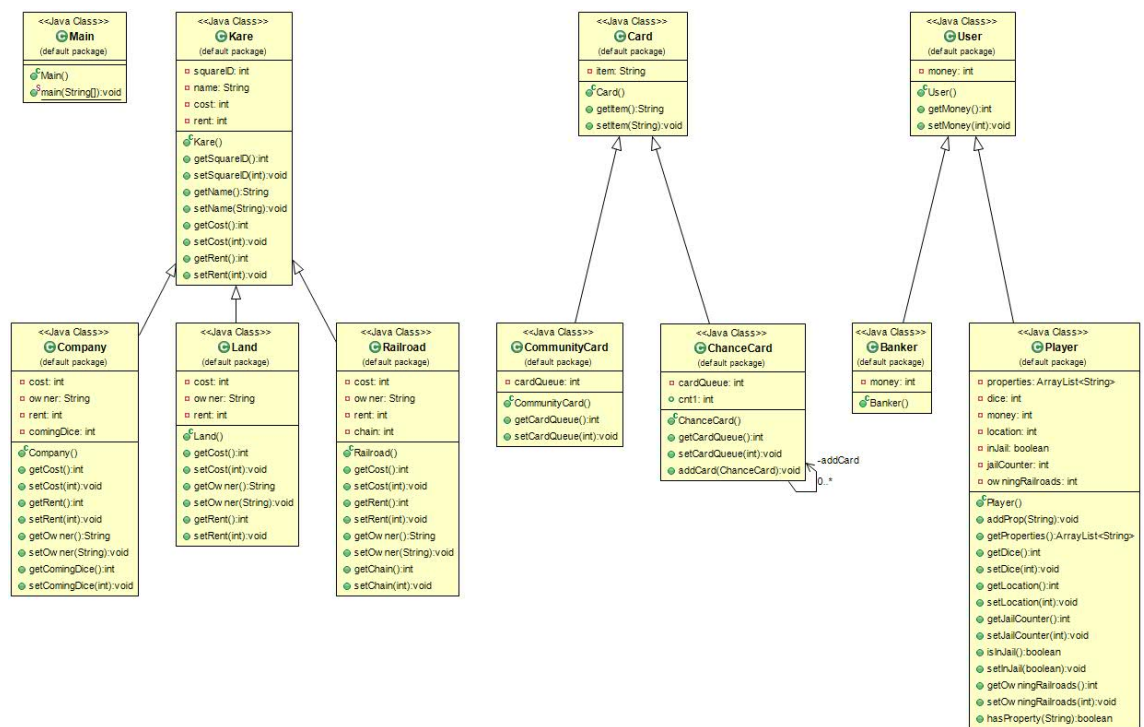 <<Java Class>>
Main
(default package)
Main()
main(String[]):void
<<Java Class>>
Kare
(default package)
squareID: int
name: String
cost: int
rent: int
Kare()
getSquareID():int
setSquareID(int):void
getName():String
setName(String):void
getCost():int
setCost(int):void
getRent():int
setRent(int):void
<<Java Class>>
Card
(default package)
item: String
Card()
getItem():String
setItem(String):void
<<Java Class>>
User
(default package)
money: int
User()
getMoney():int
setMoney(int):void
<<Java Class>>
Company
(default package)
cost: int
owner: String
rent: int
comingDice: int
Company()
getCost():int
setCost(int):void
getRent():int
setRent(int):void
getOwner():String
setOwner(String):void
getComingDice():int
setComingDice(int):void
<<Java Class>>
Land
(default package)
cost: int
owner: String
rent: int
Land()
getCost():int
setCost(int):void
getOwner():String
setOwner(String):void
getRent():int
setRent(int):void
<<Java Class>>
Railroad
(default package)
cost: int
owner: String
rent: int
chain: int
Railroad()
getCost():int
setCost(int):void
getRent():int
setRent(int):void
getOwner():String
setOwner(String):void
getChain():int
setChain(int):void
<<Java Class>>
CommunityCard
(default package)
cardQueue: int
CommunityCard()
getCardQueue():int
setCardQueue(int):void
<<Java Class>>
ChanceCard
(default package)
cardQueue: int
cnt1: int
ChanceCard()
getCardQueue():int
setCardQueue(int):void
addCard(ChanceCard):void
-addCard
0..*
<<Java Class>>
Banker
(default package)
money: int
Banker()
<<Java Class>>
Player
(default package)
properties: ArrayList<String>
dice: int
money: int
location: int
inJail: boolean
jailCounter: int
owningRailroads: int
Player()
addProp(String):void
getProperties():ArrayList<String>
getDice():int
setDice(int):void
getLocation():int
setLocation(int):void
getJailCounter():int
setJailCounter(int):void
isInJail():boolean
setInJail(boolean):void
getOwningRailroads():int
setOwningRailroads(int):void
hasProperty(String):boolean